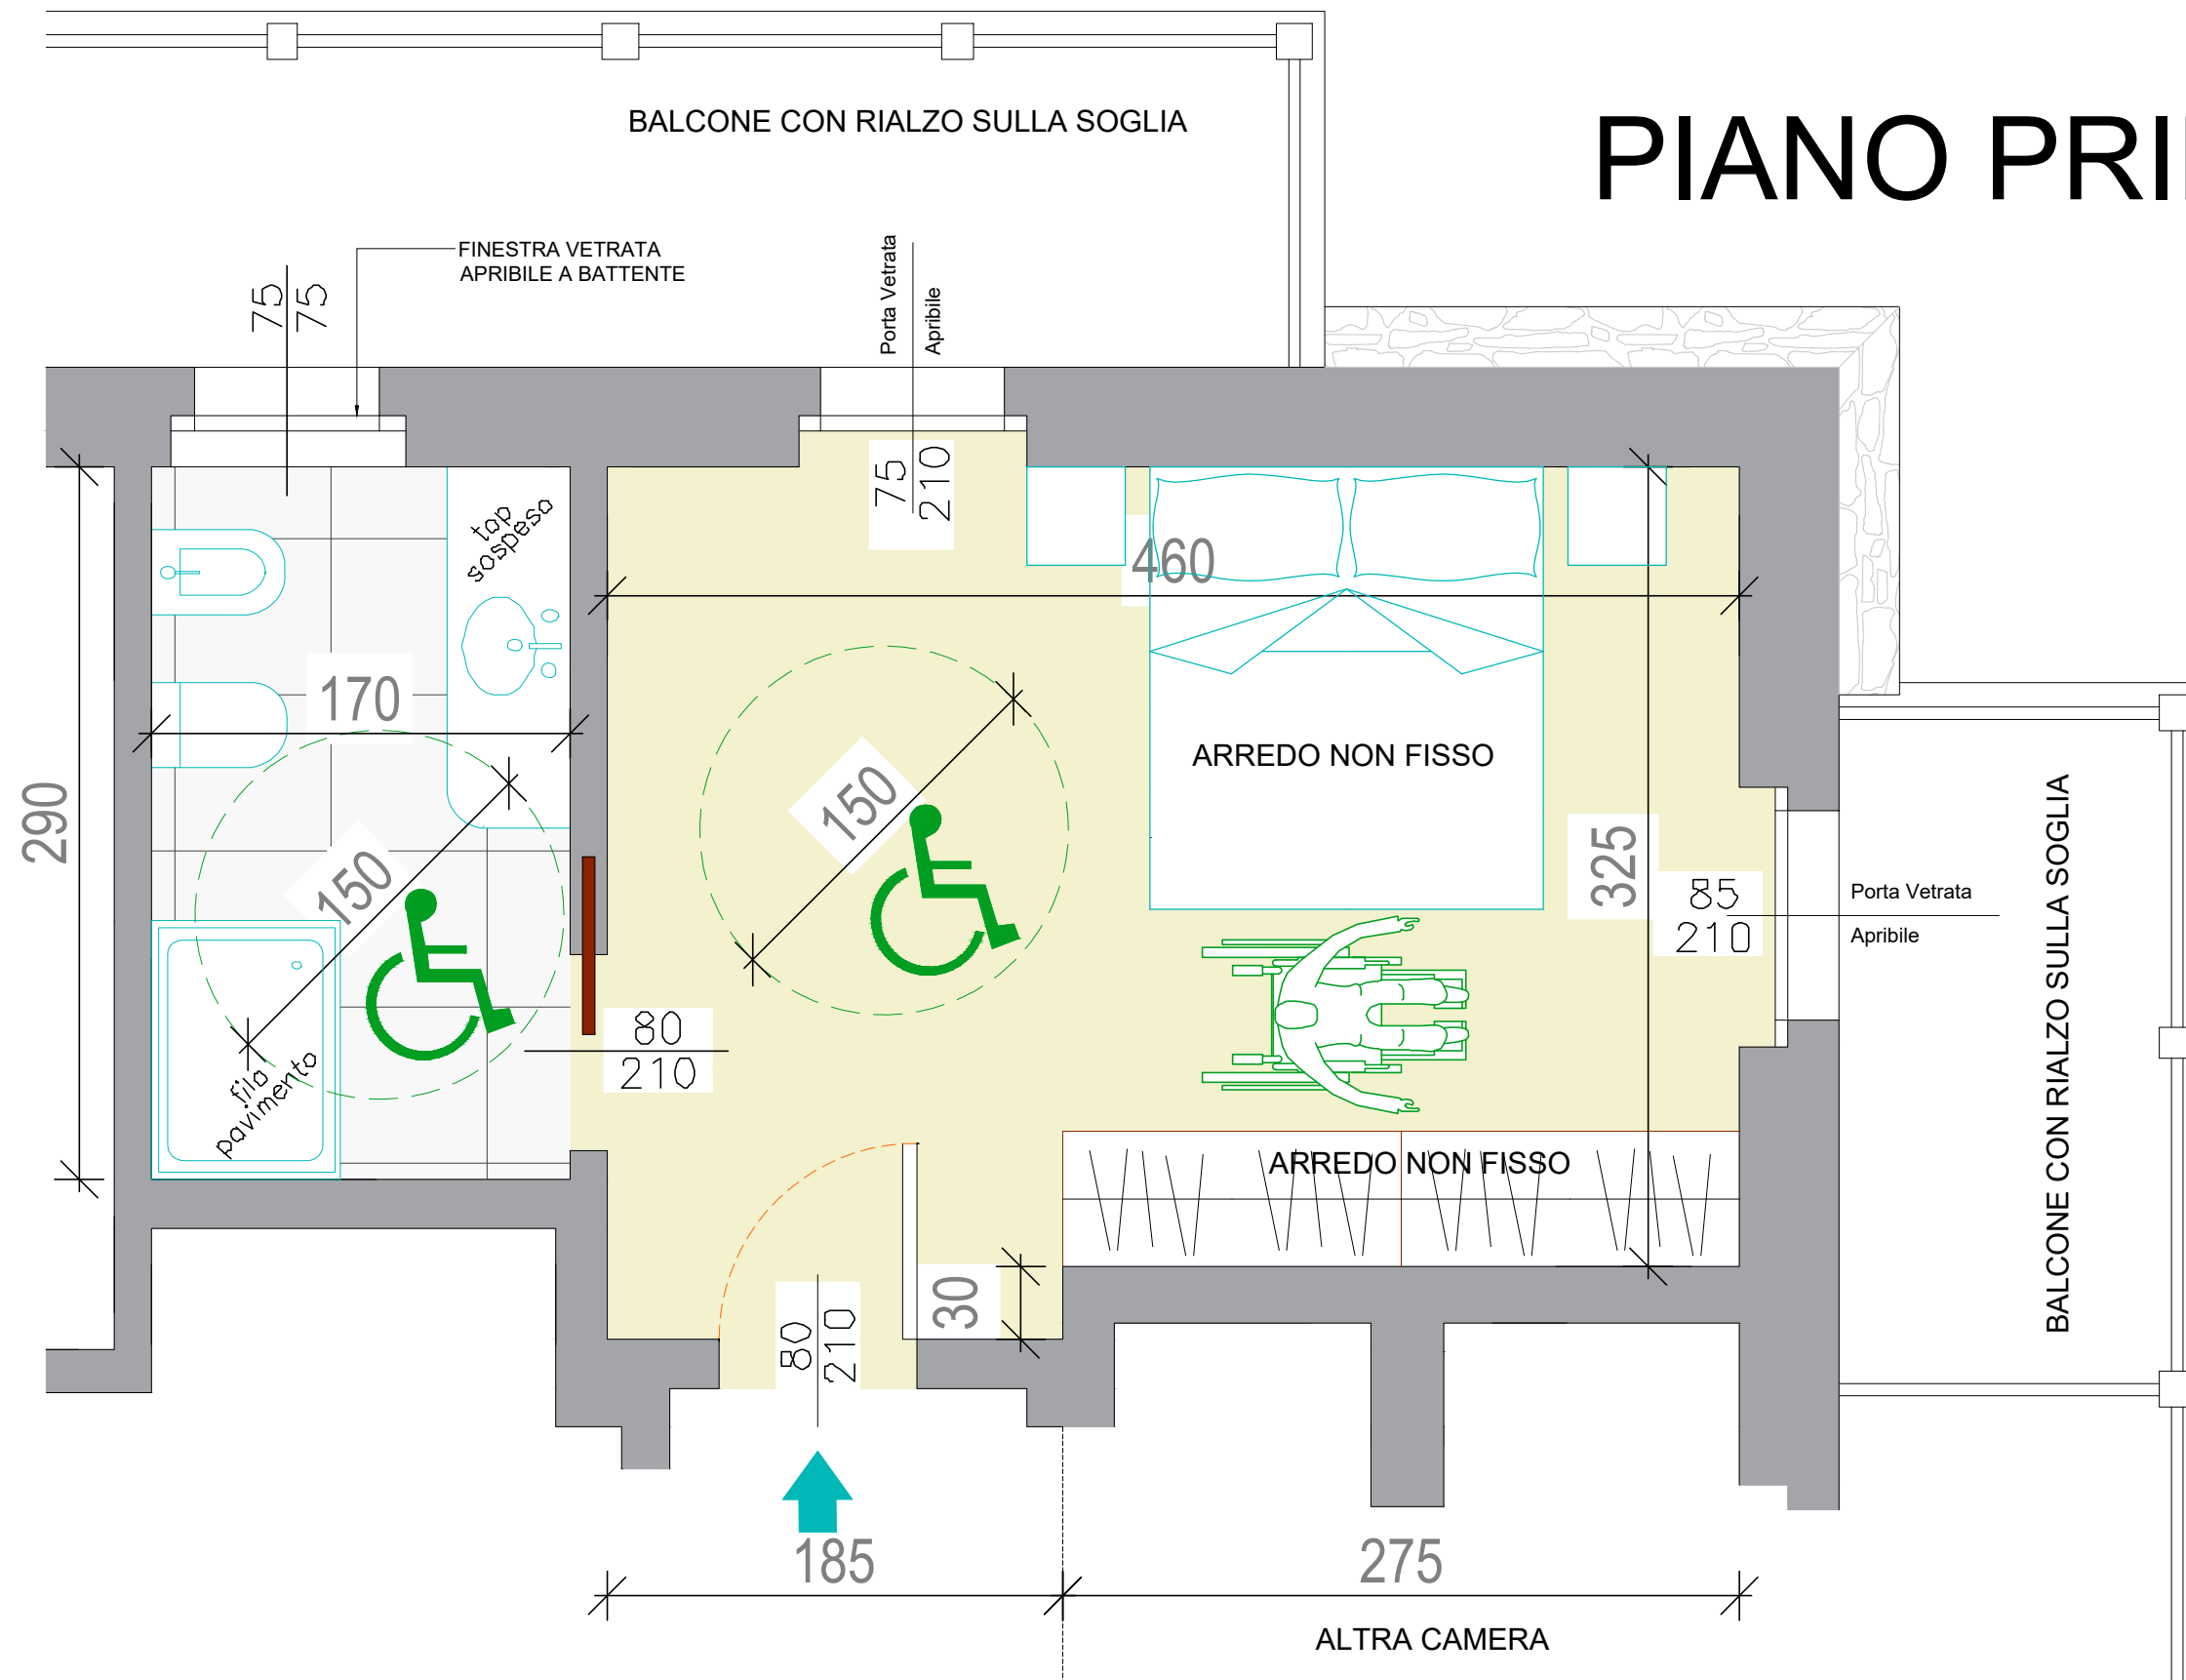 BALCONE CON RIALZO SULLA SOGLIA
PIANO PRI
FINESTRA VETRATA
APRIBILE A BATTENTE
75
75
Porta Vetrata
Apribile
75
210
top
sospeso
460
170
ARREDO NON FISSO
150
150
290
325
85
210
Porta Vetrata
Apribile
BALCONE CON RIALZO SULLA SOGLIA
80
210
filo
pavimento
ARREDO NON FISSO
30
80
210
185
275
ALTRA CAMERA